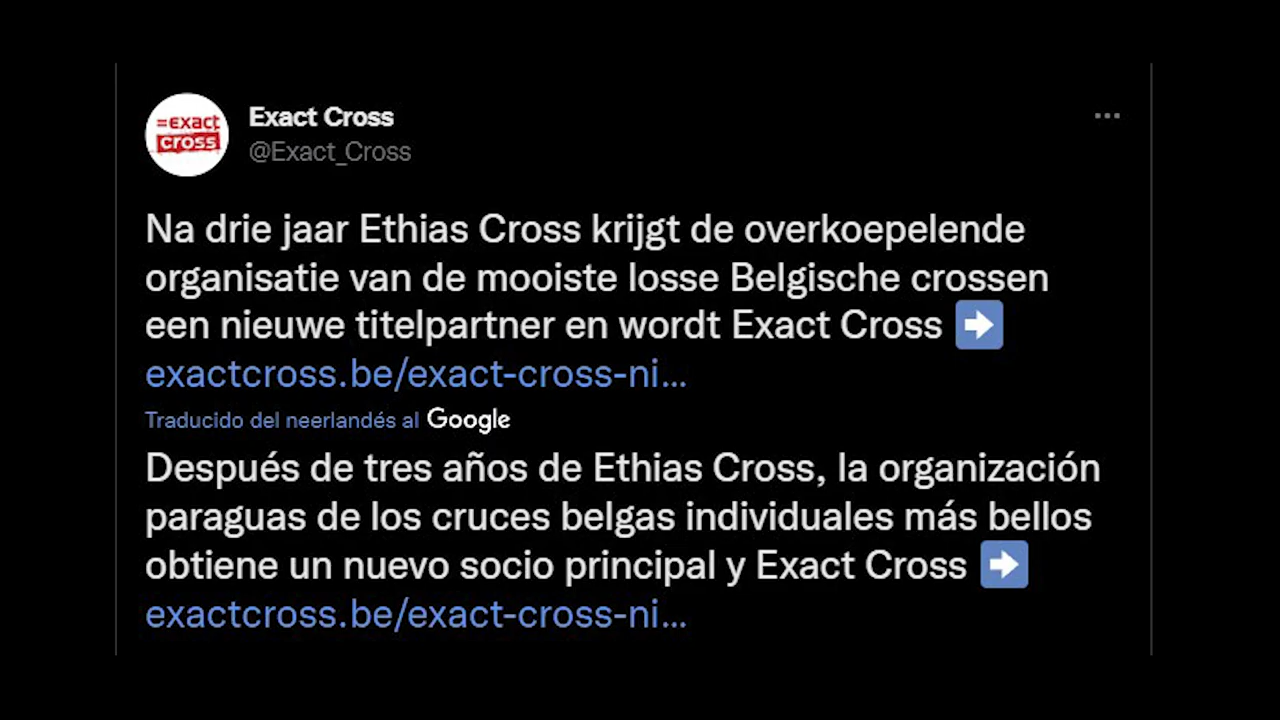 =exact
cross
Exact Cross
@Exact_Cross
Na drie jaar Ethias Cross krijgt de overkoepelende
organisatie van de mooiste losse Belgische crossen
een nieuwe titelpartner en wordt Exact Cross ➡️
exactcross.be/exact-cross-ni...
Traducido del neerlandés al Google
Después de tres años de Ethias Cross, la organización
paraguas de los cruces belgas individuales más bellos
obtiene un nuevo socio principal y Exact Cross ➡️
exactcross.be/exact-cross-ni...